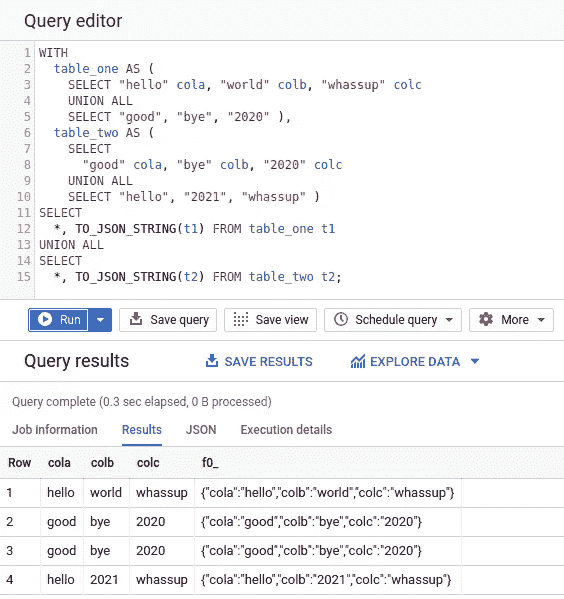 Query editor
1 WITH
2 table_one AS (
3 SELECT "hello" cola, "world" colb, "whassup" colc
4 UNION ALL
5 SELECT "good", "bye", "2020" ),
6 table_two AS (
7 SELECT
8 "good" cola, "bye" colb, "2020" colc
9 UNION ALL
10 SELECT "hello", "2021", "whassup" )
11 SELECT
12 *, TO_JSON_STRING(t1) FROM table_one t1
13 UNION ALL
14 SELECT
15 *, TO_JSON_STRING(t2) FROM table_two t2;
Run Save query Save view Schedule query More
Query results SAVE RESULTS EXPLORE DATA
Query complete (0.3 sec elapsed, 0 B processed)
Job information Results JSON Execution details
Row cola colb colc f0_
1 hello world whassup {"cola":"hello","colb":"world","colc":"whassup"}
2 good bye 2020 {"cola":"good","colb":"bye","colc":"2020"}
3 good bye 2020 {"cola":"good","colb":"bye","colc":"2020"}
4 hello 2021 whassup {"cola":"hello","colb":"2021","colc":"whassup"}